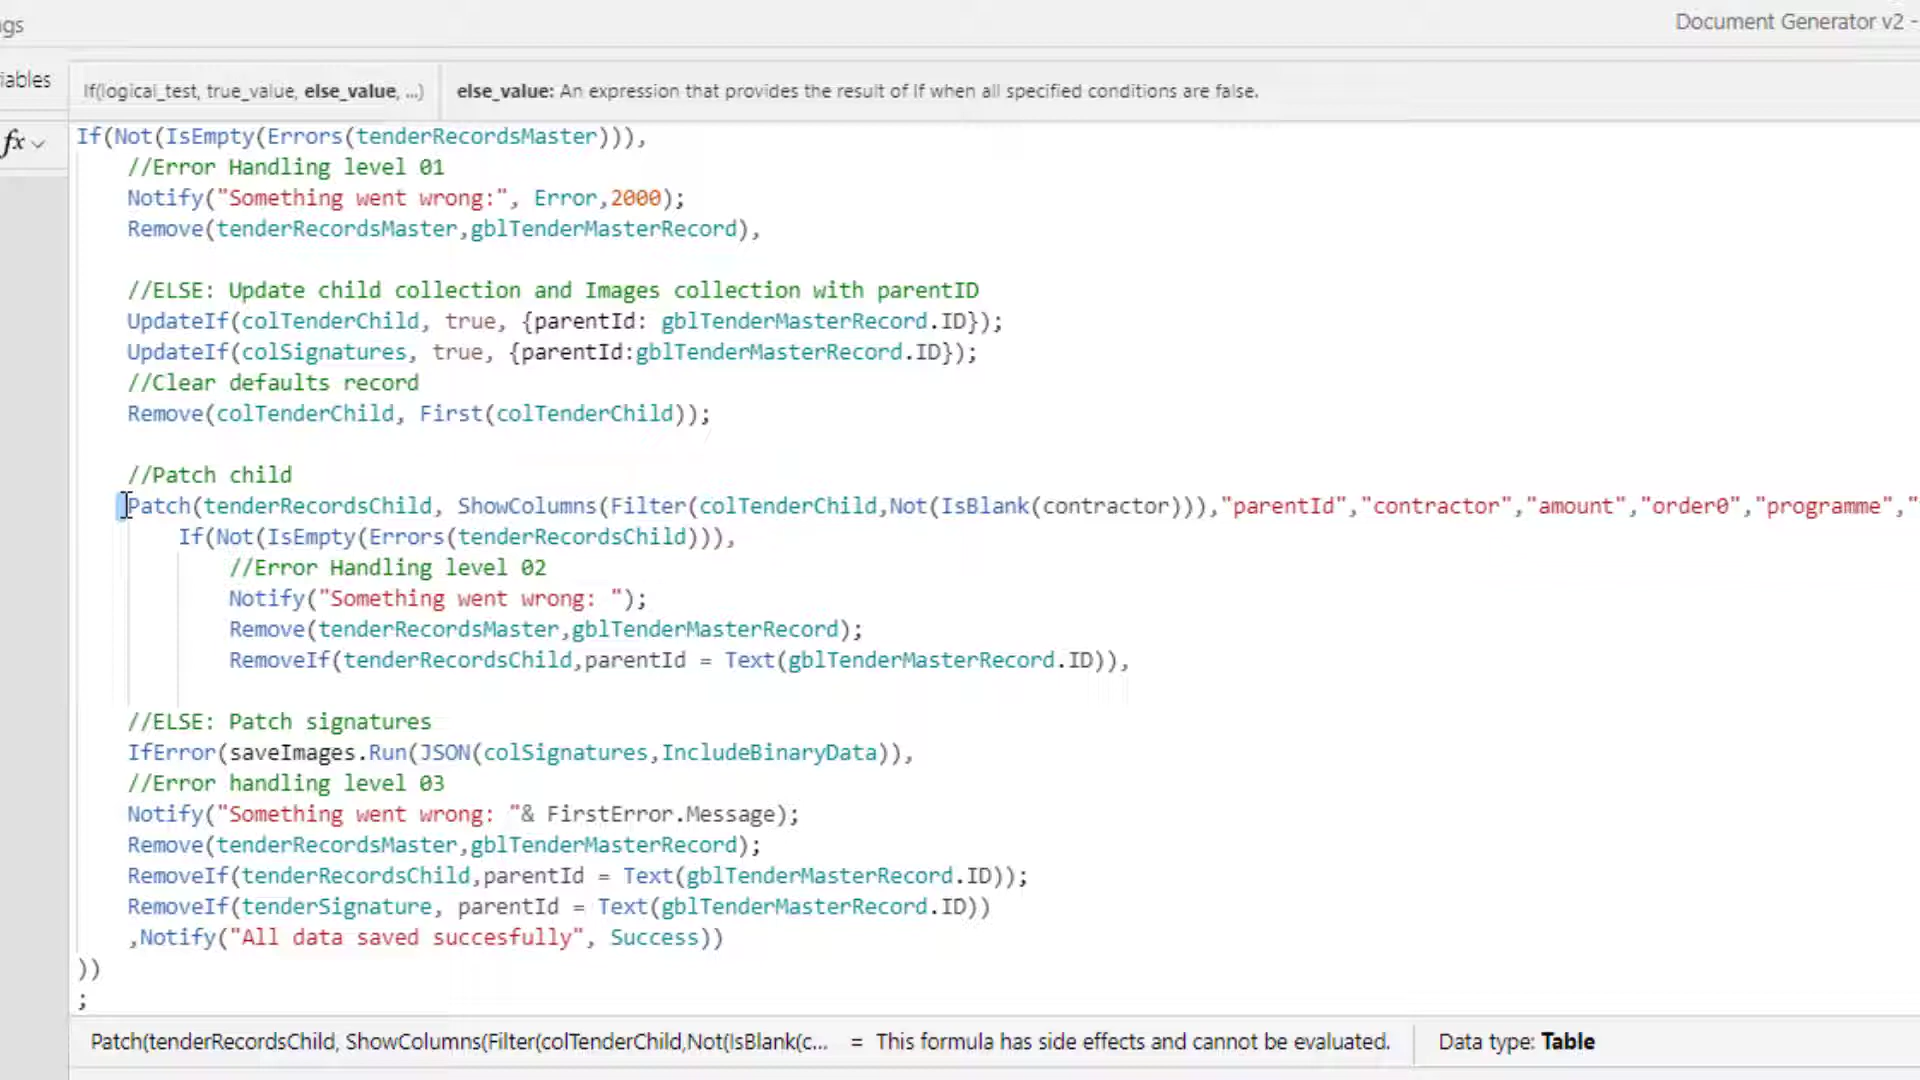 gs
Document Generator v2 -
iables
If(logical_test, true_value, else_value, ...)
else_value: An expression that provides the result of If when all specified conditions are false.
fx
If(Not(IsEmpty(Errors(tenderRecordsMaster))),
//Error Handling level 01
Notify("Something went wrong:", Error,2000);
Remove(tenderRecordsMaster,gblTenderMasterRecord),
//ELSE: Update child collection and Images collection with parentID
UpdateIf(colTenderChild, true, {parentId: gblTenderMasterRecord.ID});
UpdateIf(colSignatures, true, {parentId:gblTenderMasterRecord.ID});
//Clear defaults record
Remove(colTenderChild, First(colTenderChild));
//Patch child
Patch(tenderRecordsChild, ShowColumns(Filter(colTenderChild,Not(IsBlank(contractor))),"parentId","contractor","amount","order0","programme","
If(Not(IsEmpty(Errors(tenderRecordsChild))),
//Error Handling level 02
Notify("Something went wrong: ");
Remove(tenderRecordsMaster,gblTenderMasterRecord);
RemoveIf(tenderRecordsChild,parentId = Text(gblTenderMasterRecord.ID)),
//ELSE: Patch signatures
IfError(saveImages.Run(JSON(colSignatures,IncludeBinaryData)),
//Error handling level 03
Notify("Something went wrong: "& FirstError.Message);
Remove(tenderRecordsMaster,gblTenderMasterRecord);
RemoveIf(tenderRecordsChild,parentId = Text(gblTenderMasterRecord.ID));
RemoveIf(tenderSignature, parentId = Text(gblTenderMasterRecord.ID))
,Notify("All data saved succesfully", Success))
))
;
Patch(tenderRecordsChild, ShowColumns(Filter(colTenderChild,Not(IsBlank(c... = This formula has side effects and cannot be evaluated.
Data type: Table